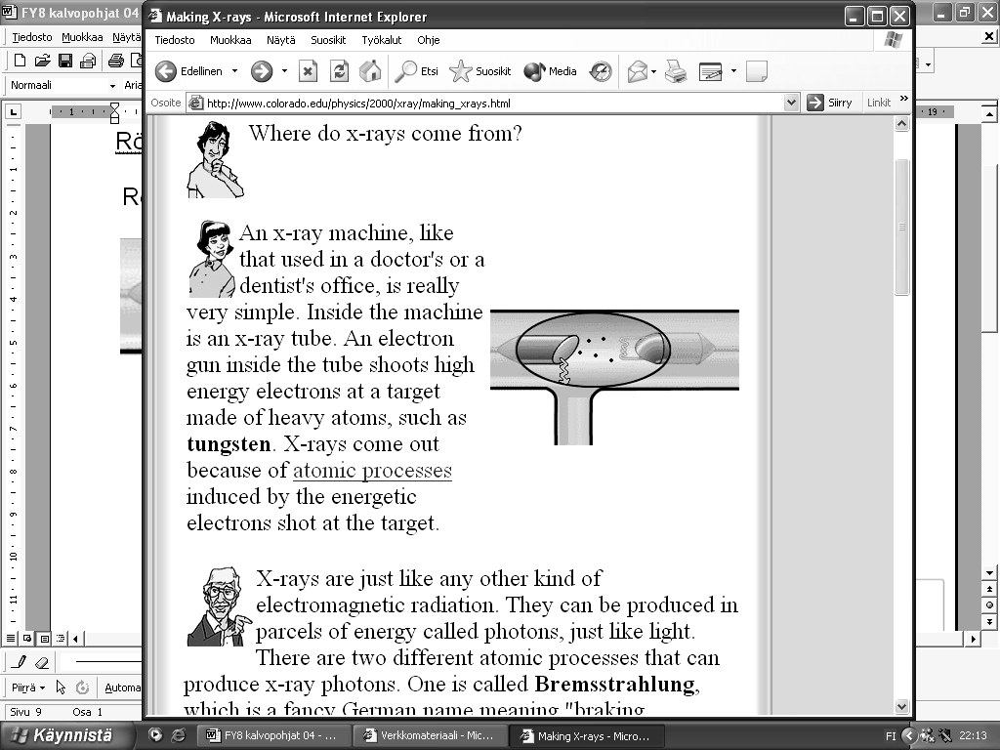 FY8 kalvopohjat 04
Tiedosto Muokkaa Näytä
Normaali Aria
Making X-rays - Microsoft Internet Explorer
Tiedosto Muokkaa Näytä Suosikit Työkalut Ohje
Edellinen Etsi Suosikit Media
Osoite http://www.colorado.edu/physics/2000/xray/making_xrays.html Siirry Linkit »
Where do x-rays come from?
An x-ray machine, like
that used in a doctor's or a
dentist's office, is really
very simple. Inside the machine
is an x-ray tube. An electron
gun inside the tube shoots high
energy electrons at a target
made of heavy atoms, such as
tungsten. X-rays come out
because of atomic processes
induced by the energetic
electrons shot at the target.
X-rays are just like any other kind of
electromagnetic radiation. They can be produced in
parcels of energy called photons, just like light.
There are two different atomic processes that can
produce x-ray photons. One is called Bremsstrahlung,
which is a fancy German name meaning "braking
Piirrä Automa
Sivu 9 Osa 1
Käynnistä FY8 kalvopohjat 04 - ... Verkkomateriaali - Mic... Making X-rays - Micro... FI 22:13